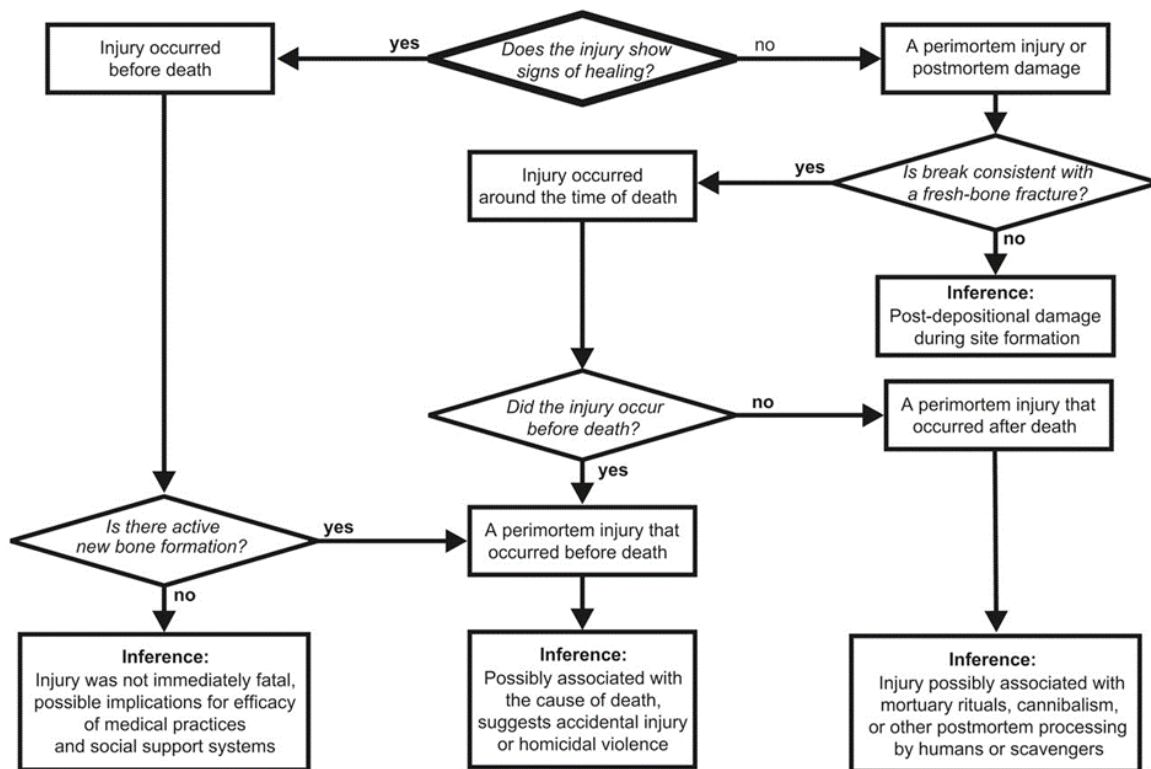 Injury occurred
before death
yes
Does the injury show
signs of healing?
no
A perimortem injury or
postmortem damage
Injury occurred
around the time of death
yes
Is break consistent with
a fresh-bone fracture?
no
Inference:
Post-depositional damage
during site formation
Did the injury occur
before death?
no
A perimortem injury that
occurred after death
yes
Is there active
new bone formation?
yes
A perimortem injury that
occurred before death
no
Inference:
Injury was not immediately fatal,
possible implications for efficacy
of medical practices
and social support systems
Inference:
Possibly associated with
the cause of death,
suggests accidental injury
or homicidal violence
Inference:
Injury possibly associated with
mortuary rituals, cannibalism,
or other postmortem processing
by humans or scavengers